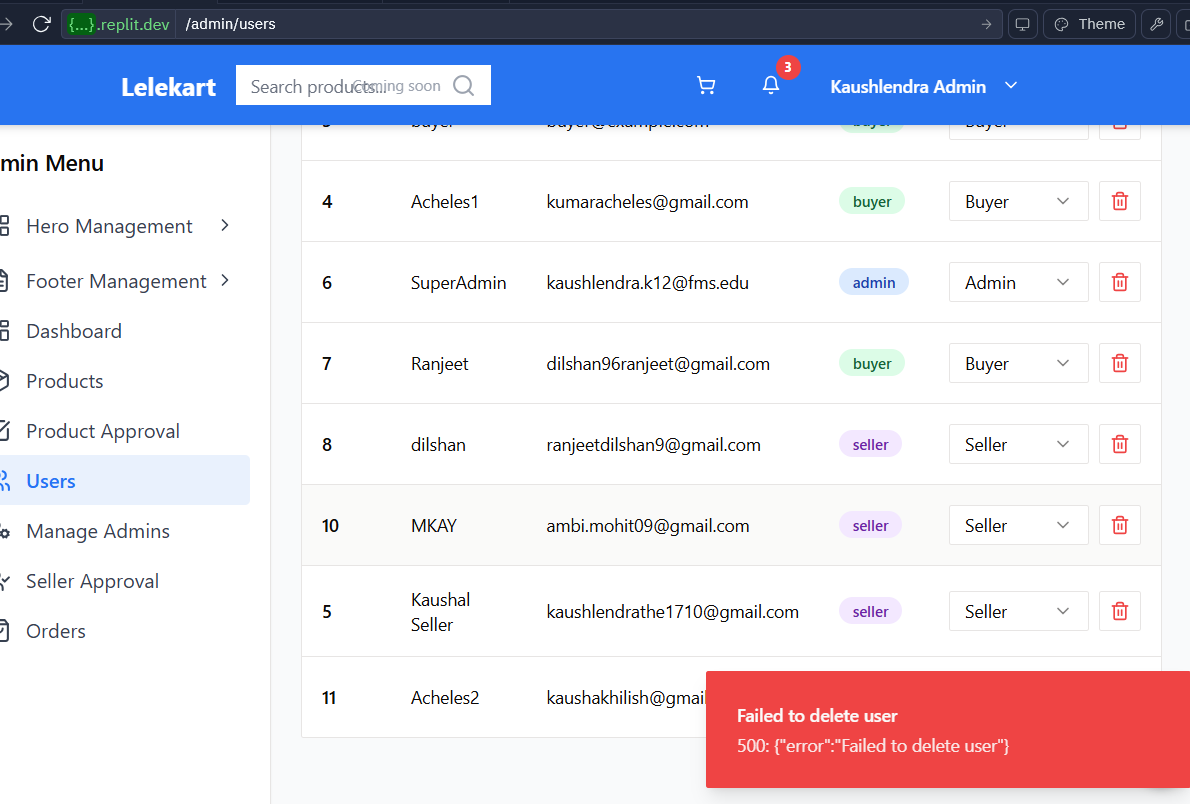 {...}.replit.dev /admin/users
Theme
Lelekart
Search products...
Coming soon
3
Kaushlendra Admin
min Menu
Hero Management
Footer Management
Dashboard
Products
Product Approval
Users
Manage Admins
Seller Approval
Orders
buyer buyer@example.com buyer Buyer
4 Acheles1 kumaracheles@gmail.com buyer Buyer
6 SuperAdmin kaushlendra.k12@fms.edu admin Admin
7 Ranjeet dilshan96ranjeet@gmail.com buyer Buyer
8 dilshan ranjeetdilshan9@gmail.com seller Seller
10 MKAY ambi.mohit09@gmail.com seller Seller
5 Kaushal
Seller kaushlendrathe1710@gmail.com seller Seller
11 Acheles2 kaushakhilish@gmail
Failed to delete user
500: {"error":"Failed to delete user"}